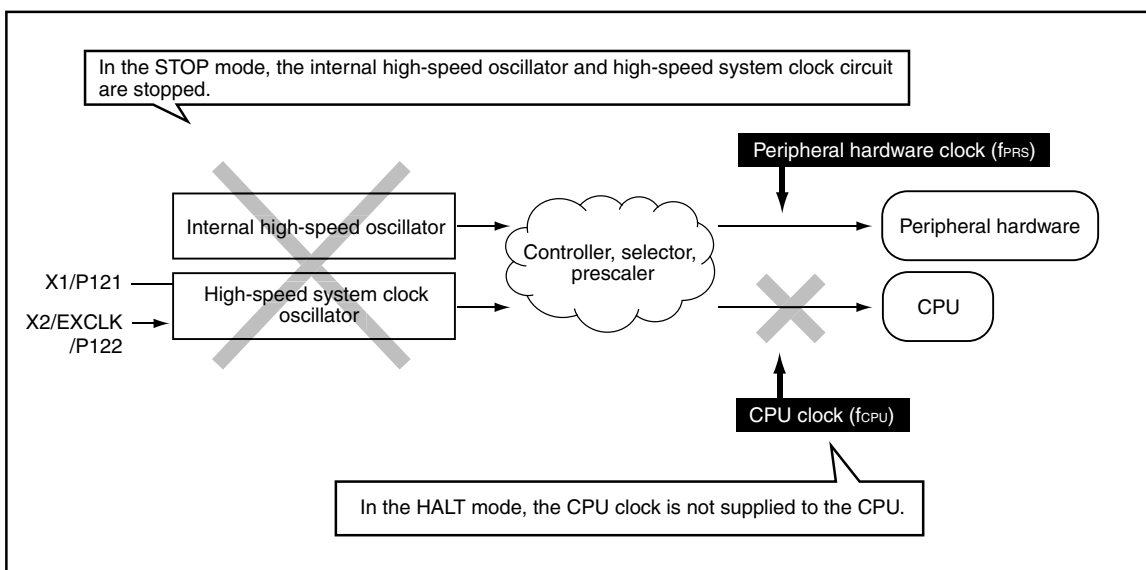 In the STOP mode, the internal high-speed oscillator and high-speed system clock circuit
are stopped.
Peripheral hardware clock (fPRS)
Internal high-speed oscillator
Controller, selector,
prescaler
Peripheral hardware
X1/P121
High-speed system clock
oscillator
CPU
X2/EXCLK
/P122
CPU clock (fCPU)
In the HALT mode, the CPU clock is not supplied to the CPU.